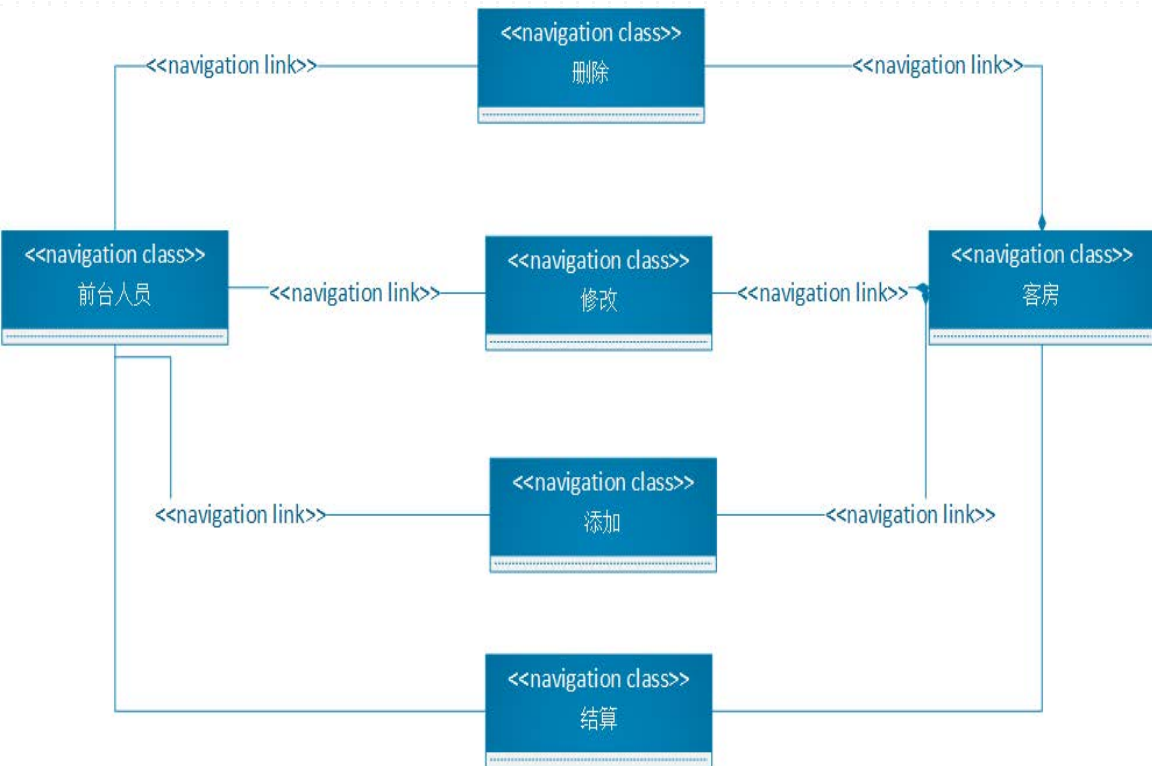 <<navigation class>>
删除
<<navigation link>>
<<navigation link>>
<<navigation class>>
前台人员
<<navigation link>>
<<navigation class>>
修改
<<navigation link>>
<<navigation class>>
客房
<<navigation link>>
<<navigation class>>
添加
<<navigation link>>
<<navigation class>>
结算